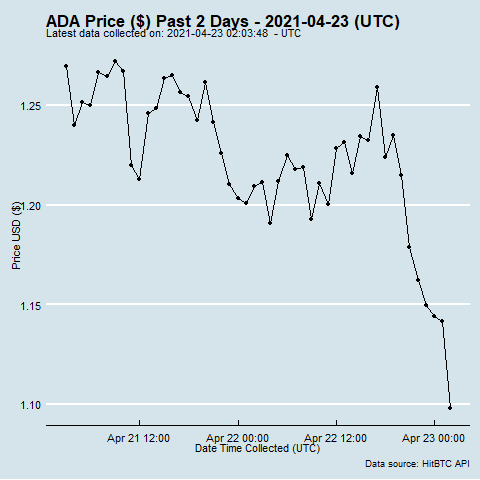 ADA Price ($) Past 2 Days - 2021-04-23 (UTC)
Latest data collected on: 2021-04-23 02:03:48  - UTC
Price USD ($)
1.25
1.20
1.15
1.10
Apr 21 12:00
Apr 22 00:00
Apr 22 12:00
Apr 23 00:00
Date Time Collected (UTC)
Data source: HitBTC API